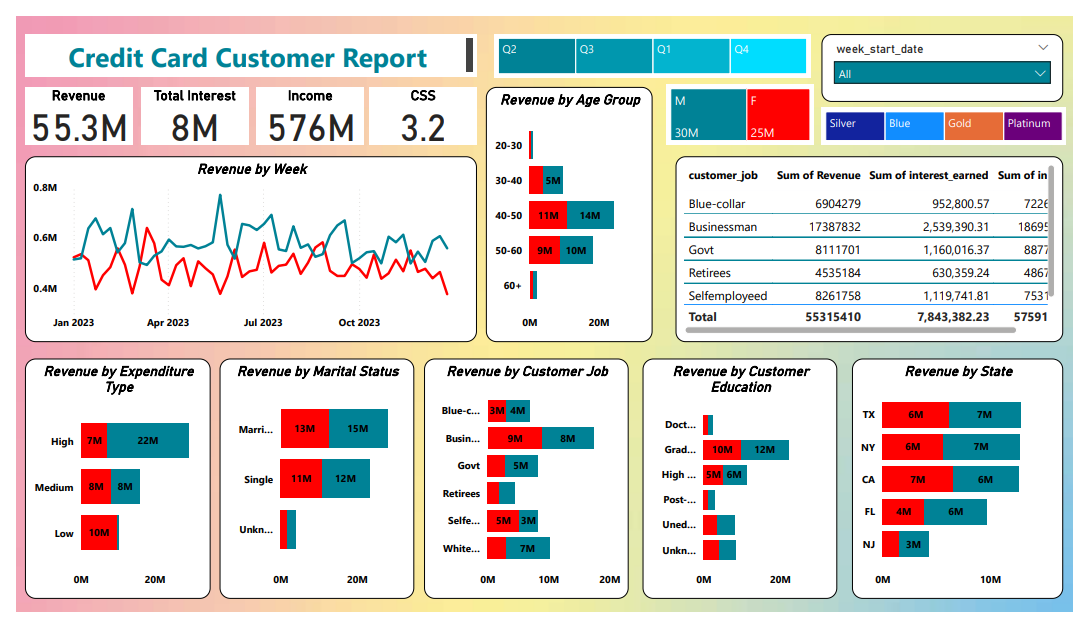 Credit Card Customer Report
Q2
Q3
Q1
Q4
week_start_date
All
Revenue
55.3M
Total Interest
8M
Income
576M
CSS
3.2
Revenue by Age Group
20-30
30-40
5M
40-50
11M
14M
50-60
9M
10M
60+
0M
20M
M
30M
F
25M
Silver
Blue
Gold
Platinum
Revenue by Week
0.8M
0.6M
0.4M
Jan 2023
Apr 2023
Jul 2023
Oct 2023
customer_job Sum of Revenue Sum of interest_earned Sum of in
Blue-collar 6904279 952,800.57 7226
Businessman 17387832 2,539,390.31 18695
Govt 8111701 1,160,016.37 8877
Retirees 4535184 630,359.24 4867
Selfemployeed 8261758 1,119,741.81 7531
Total 55315410 7,843,382.23 57591
Revenue by Expenditure
Type
High
7M
22M
Medium
8M
8M
Low
10M
0M
20M
Revenue by Marital Status
Marri...
13M
15M
Single
11M
12M
Unkn...
0M
20M
Revenue by Customer Job
Blue-c...
3M
4M
Busin...
9M
8M
Govt
5M
Retirees
Selfe...
5M
3M
White...
7M
0M
10M
20M
Revenue by Customer
Education
Doct...
Grad...
10M
12M
High ...
5M
6M
Post-...
Uned...
Unkn...
0M
20M
Revenue by State
TX
6M
7M
NY
6M
7M
CA
7M
6M
FL
4M
6M
NJ
3M
0M
10M